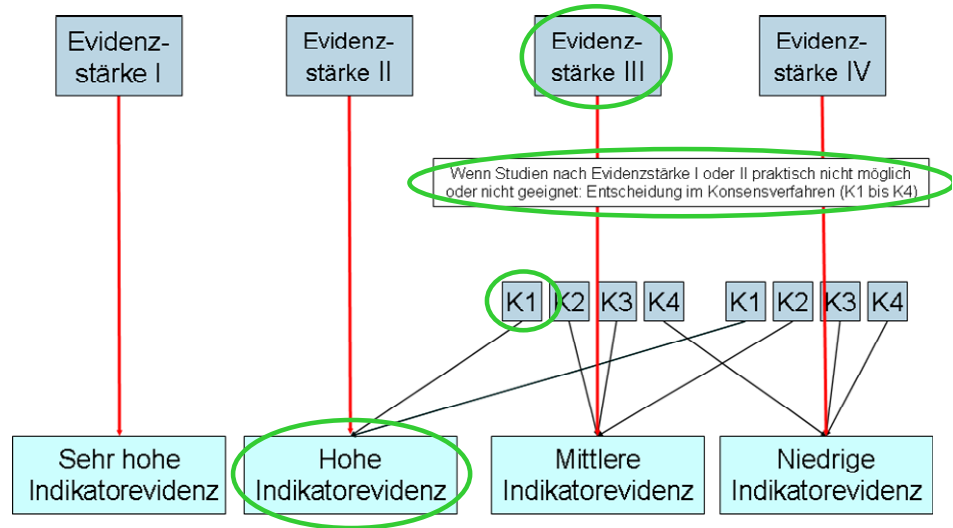 Evidenz-
stärke I
Evidenz-
stärke II
Evidenz-
stärke III
Evidenz-
stärke IV
Wenn Studien nach Evidenzstärke I oder II praktisch nicht möglich
oder nicht geeignet: Entscheidung im Konsensverfahren (K1 bis K4)
K1
K2
K3
K4
K1
K2
K3
K4
Sehr hohe
Indikatorevidenz
Hohe
Indikatorevidenz
Mittlere
Indikatorevidenz
Niedrige
Indikatorevidenz